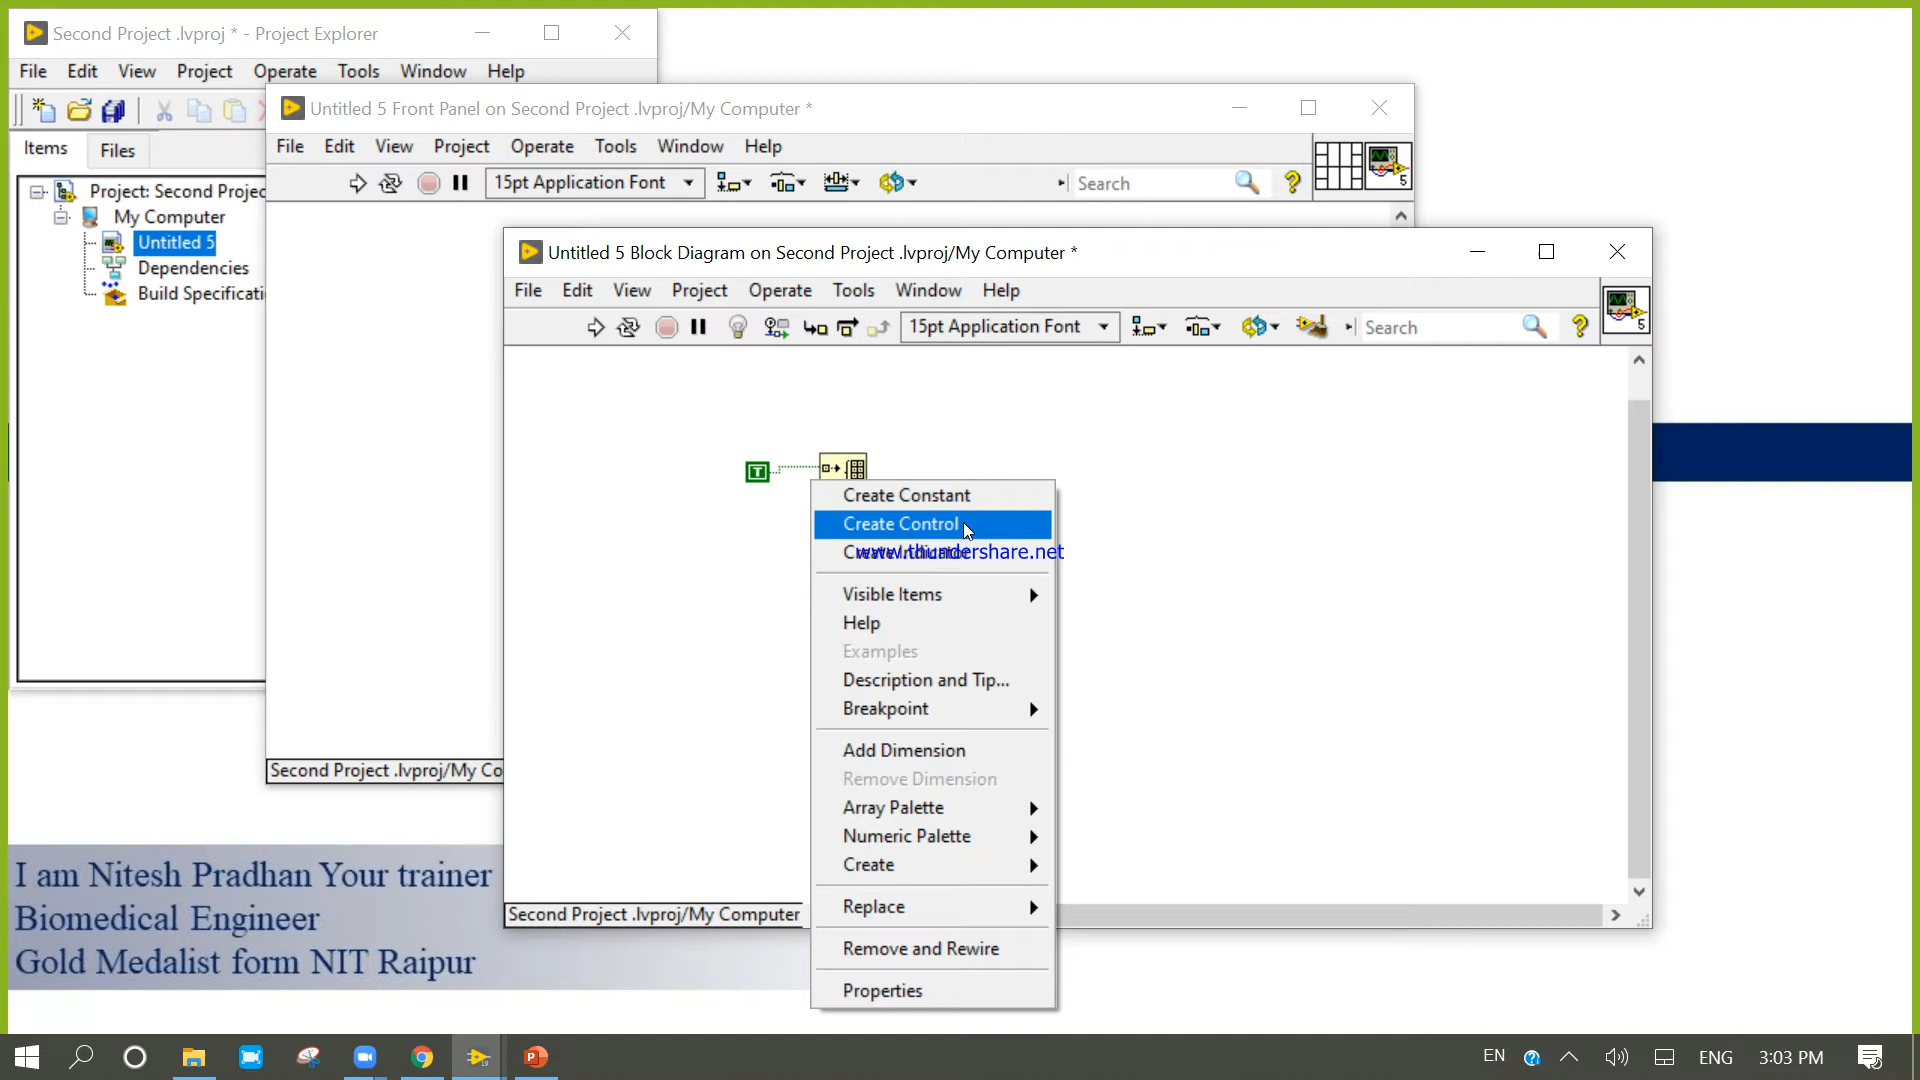 Second Project .lvproj * - Project Explorer
File Edit View Project Operate Tools Window Help
Items Files
Project: Second Projec
My Computer
Untitled 5
Dependencies
Build Specificati
Untitled 5 Front Panel on Second Project .lvproj/My Computer *
File Edit View Project Operate Tools Window Help
15pt Application Font Search ? 5
Second Project .lvproj/My Co
Untitled 5 Block Diagram on Second Project .lvproj/My Computer *
File Edit View Project Operate Tools Window Help
15pt Application Font Search ? 5
T
Create Constant
Create Control
Create Indicator
www.thundershare.net
Visible Items
Help
Examples
Description and Tip...
Breakpoint
Add Dimension
Remove Dimension
Array Palette
Numeric Palette
Create
Replace
Remove and Rewire
Properties
Second Project .lvproj/My Computer
I am Nitesh Pradhan Your trainer
Biomedical Engineer
Gold Medalist form NIT Raipur
EN ENG 3:03 PM